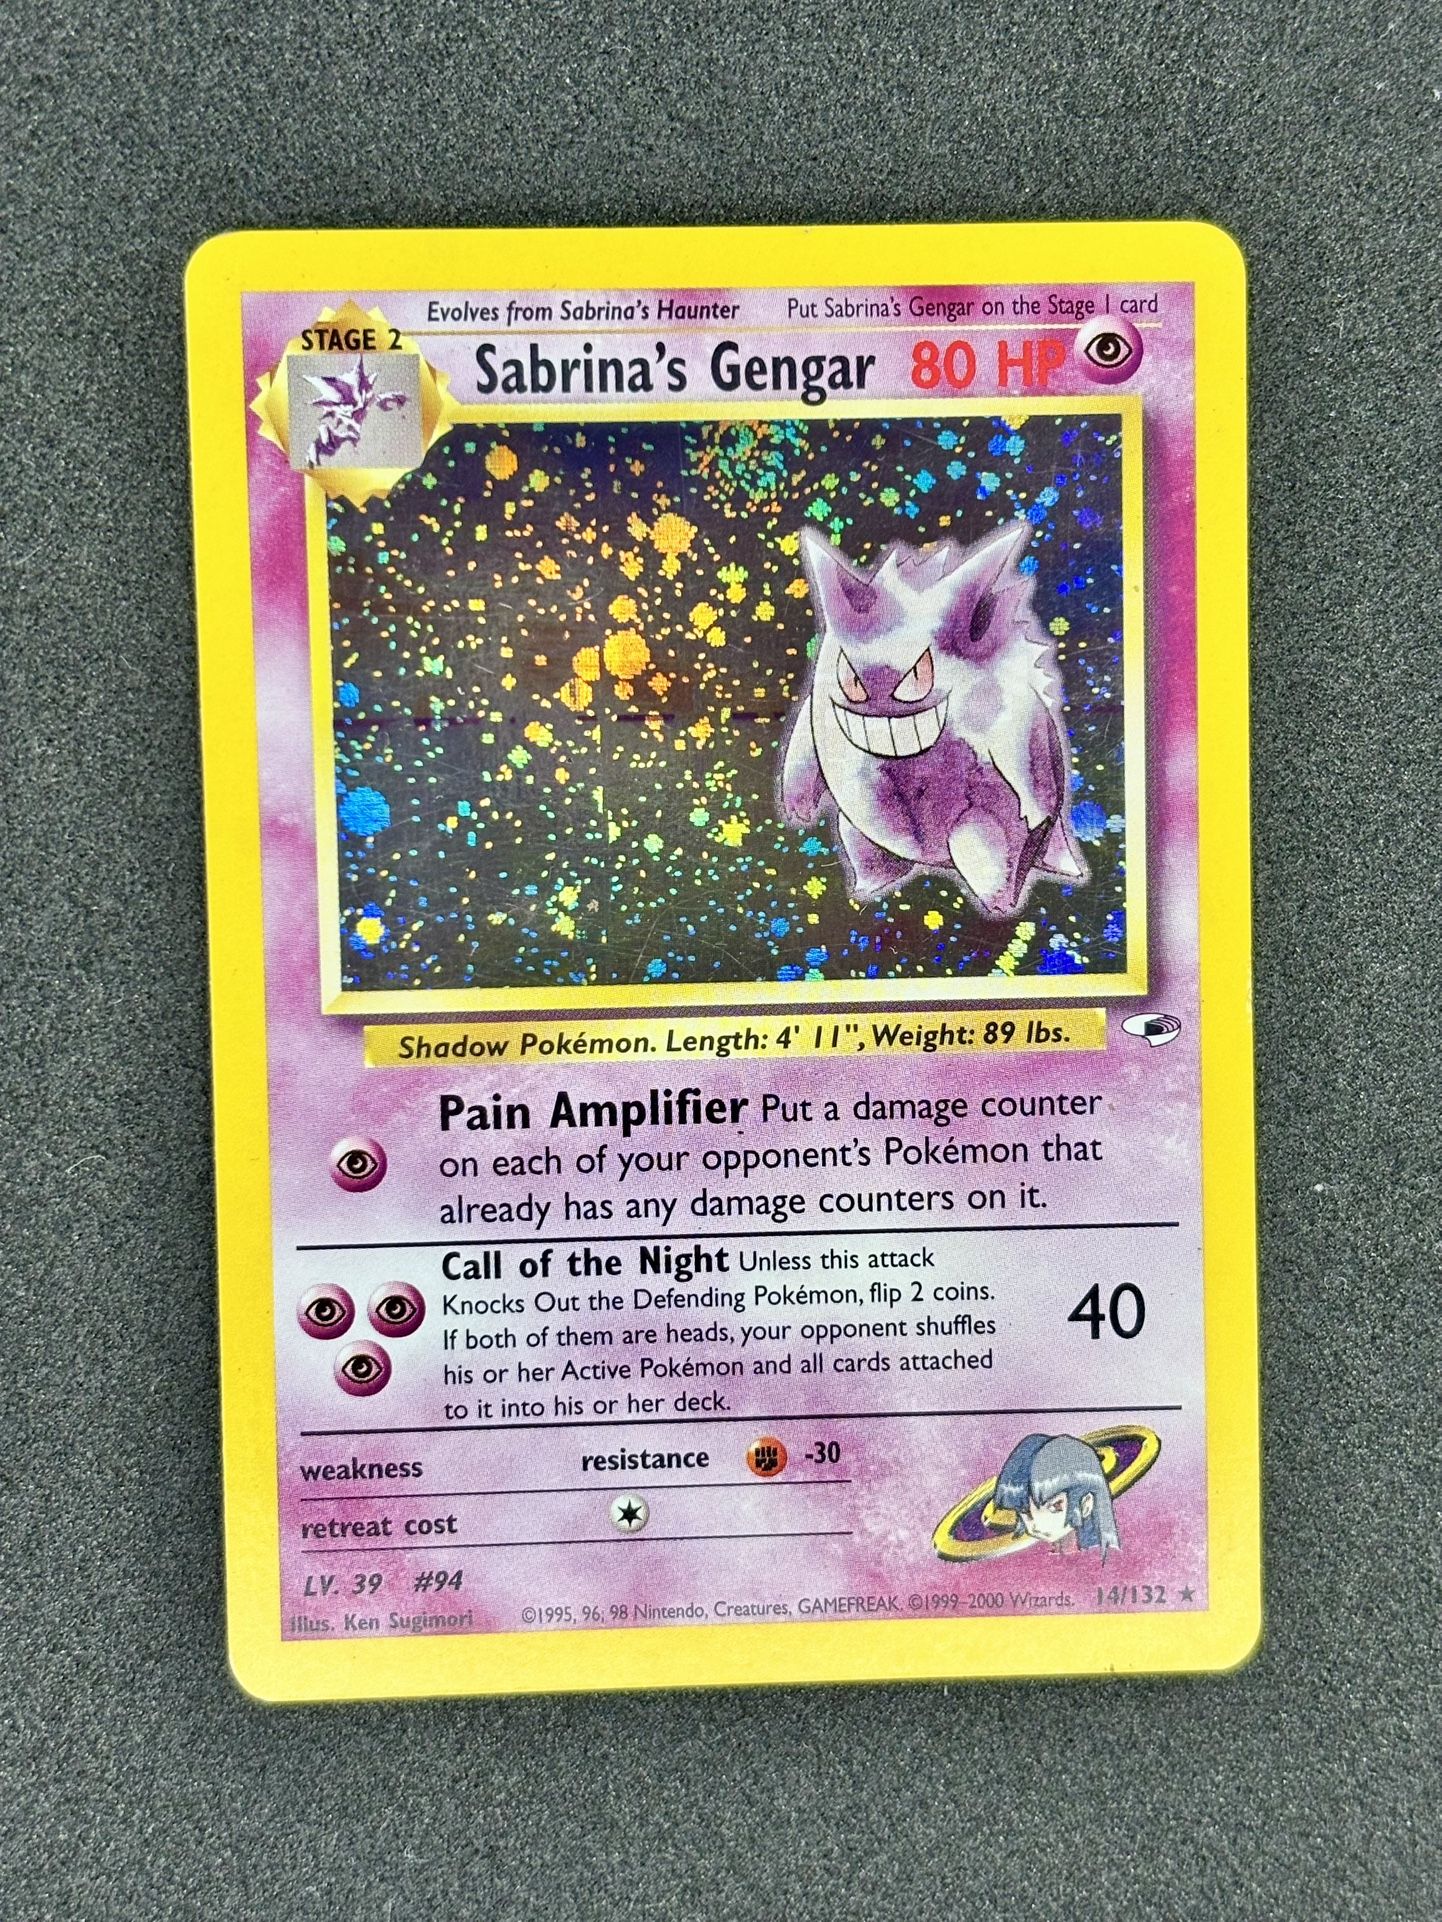 Evolves from Sabrina's Haunter Put Sabrina's Gengar on the Stage 1 card
STAGE 2
Sabrina's Gengar 80 HP
Shadow Pokémon. Length: 4' 11", Weight: 89 lbs.
Pain Amplifier Put a damage counter
on each of your opponent's Pokémon that
already has any damage counters on it.
Call of the Night Unless this attack
Knocks Out the Defending Pokémon, flip 2 coins.
If both of them are heads, your opponent shuffles
his or her Active Pokémon and all cards attached
to it into his or her deck.
40
weakness resistance -30
retreat cost
LV. 39 #94
Illus. Ken Sugimori ©1995, 96, 98 Nintendo, Creatures, GAMEFREAK. ©1999-2000 Wizards. 14/132 ★